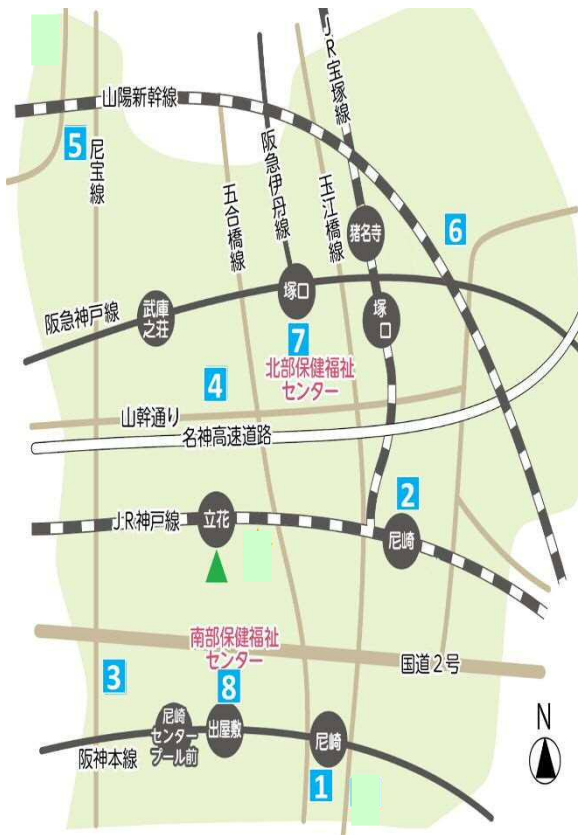 山陽新幹線
JR宝塚線
阪急伊丹線
5
尼宝線
五合橋線
玉江橋線
猪名寺
6
塚口
塚口
武庫
之荘
阪急神戸線
7
北部保健福祉
センター
4
山幹通り
名神高速道路
2
JR神戸線
立花
尼崎
南部保健福祉
センター
国道2号
3
8
尼崎
センター
プール前
出屋敷
尼崎
阪神本線
1
N